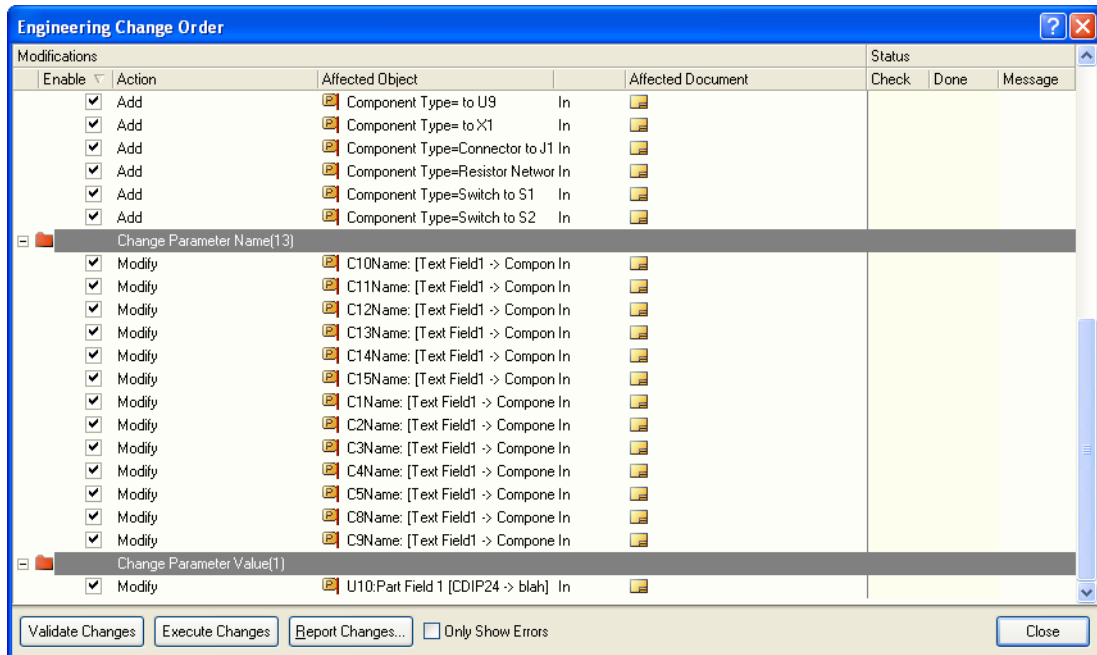 Engineering Change Order
Modifications Status
Enable Action Affected Object Affected Document Check Done Message
Add Component Type= to U9 In
Add Component Type= to X1 In
Add Component Type=Connector to J1 In
Add Component Type=Resistor Networ In
Add Component Type=Switch to S1 In
Add Component Type=Switch to S2 In
Change Parameter Name(13)
Modify C10Name: [Text Field1 -> Compon In
Modify C11Name: [Text Field1 -> Compon In
Modify C12Name: [Text Field1 -> Compon In
Modify C13Name: [Text Field1 -> Compon In
Modify C14Name: [Text Field1 -> Compon In
Modify C15Name: [Text Field1 -> Compon In
Modify C1Name: [Text Field1 -> Compone In
Modify C2Name: [Text Field1 -> Compone In
Modify C3Name: [Text Field1 -> Compone In
Modify C4Name: [Text Field1 -> Compone In
Modify C5Name: [Text Field1 -> Compone In
Modify C8Name: [Text Field1 -> Compone In
Modify C9Name: [Text Field1 -> Compone In
Change Parameter Value(1)
Modify U10:Part Field 1 [CDIP24 -> blah] In
Validate Changes Execute Changes Report Changes... Only Show Errors Close